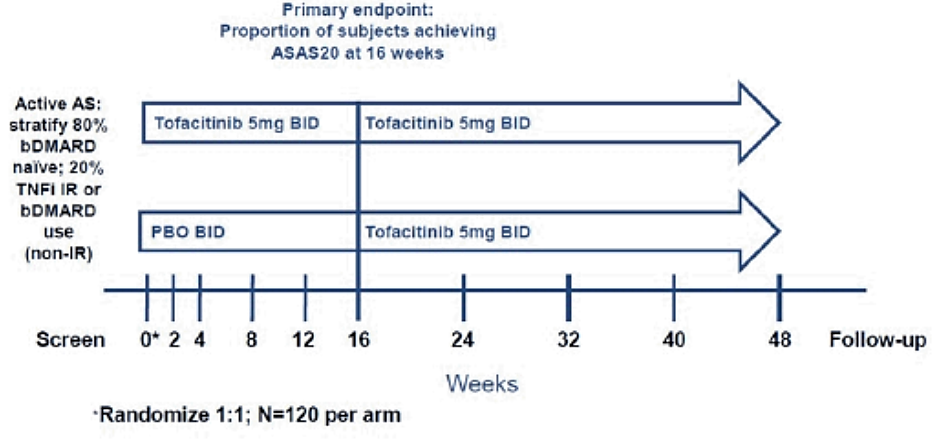 Primary endpoint:
Proportion of subjects achieving
ASAS20 at 16 weeks
Active AS:
stratify 80%
bDMARD
naïve; 20%
TNFi IR or
bDMARD
use
(non-IR)
Tofacitinib 5mg BID
Tofacitinib 5mg BID
PBO BID
Tofacitinib 5mg BID
Screen 0* 2 4 8 12 16 24 32 40 48 Follow-up
Weeks
*Randomize 1:1; N=120 per arm